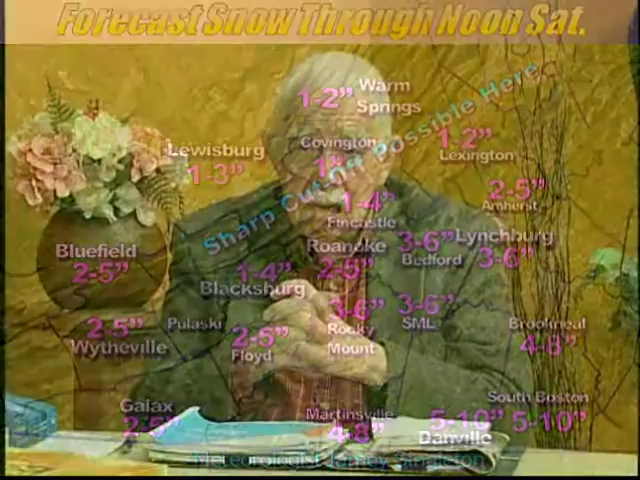 Forecast Snow Through Noon Sat.
1-2" Warm Springs
Sharp Cut-off Possible Here
Lewisburg
1-3"
Covington
1"
1-2"
Lexington
1-4"
Fincastle
2-5"
Amherst
Bluefield
2-5"
Roanoke
2-5"
3-6"
Bedford
Lynchburg
3-6"
1-4"
Blacksburg
2-5"
Wytheville
Pulaski
2-5"
Floyd
3-6"
Rocky
Mount
3-6"
SML
Brookneal
4-8"
Galax
2-5"
Martinsville
4-8"
5-10"
Danville
South Boston
5-10"
Meteorologist Jamey Singleton